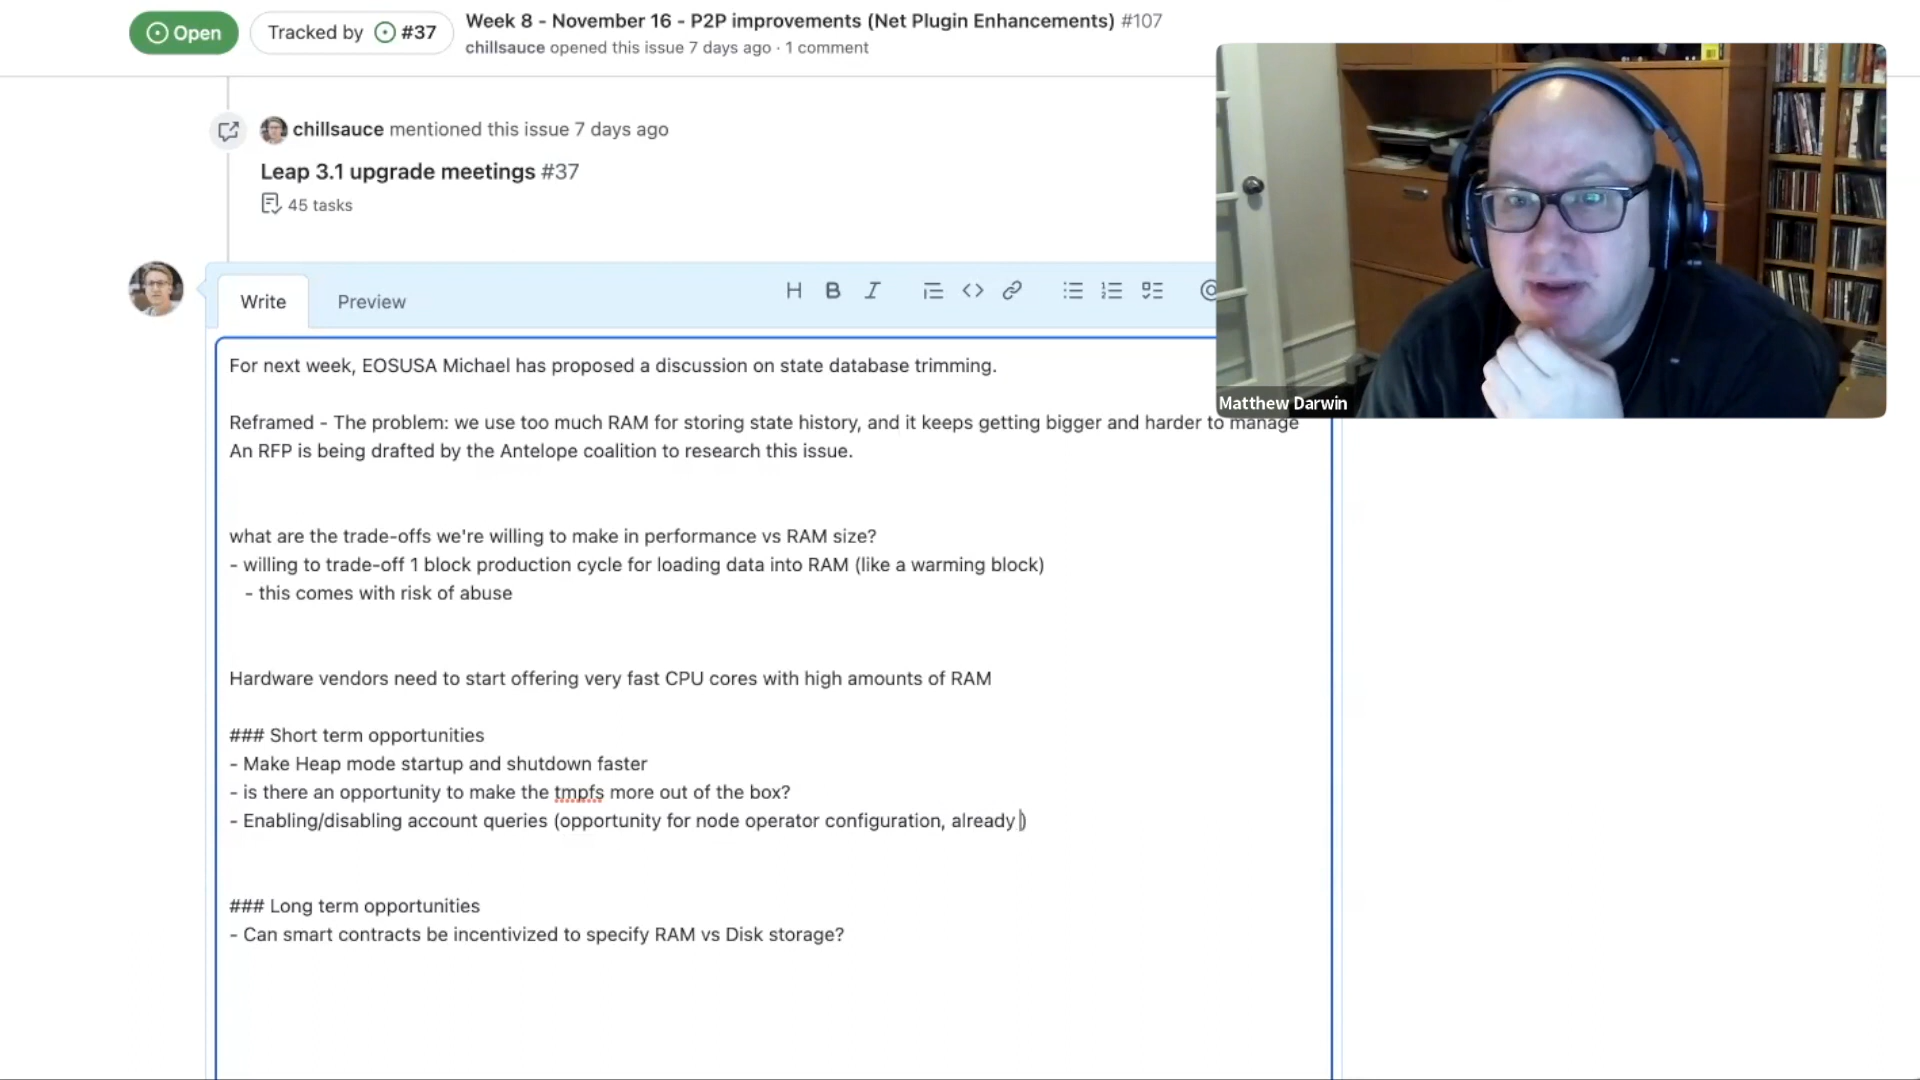 Open
Tracked by #37
Week 8 - November 16 - P2P improvements (Net Plugin Enhancements) #107
chillsauce opened this issue 7 days ago · 1 comment
chillsauce mentioned this issue 7 days ago
Leap 3.1 upgrade meetings #37
45 tasks
Write
Preview
H B I
Matthew Darwin
For next week, EOSUSA Michael has proposed a discussion on state database trimming.
Reframed - The problem: we use too much RAM for storing state history, and it keeps getting bigger and harder to manage
An RFP is being drafted by the Antelope coalition to research this issue.
what are the trade-offs we're willing to make in performance vs RAM size?
- willing to trade-off 1 block production cycle for loading data into RAM (like a warming block)
- this comes with risk of abuse
Hardware vendors need to start offering very fast CPU cores with high amounts of RAM
### Short term opportunities
- Make Heap mode startup and shutdown faster
- is there an opportunity to make the tmpfs more out of the box?
- Enabling/disabling account queries (opportunity for node operator configuration, already )
### Long term opportunities
- Can smart contracts be incentivized to specify RAM vs Disk storage?